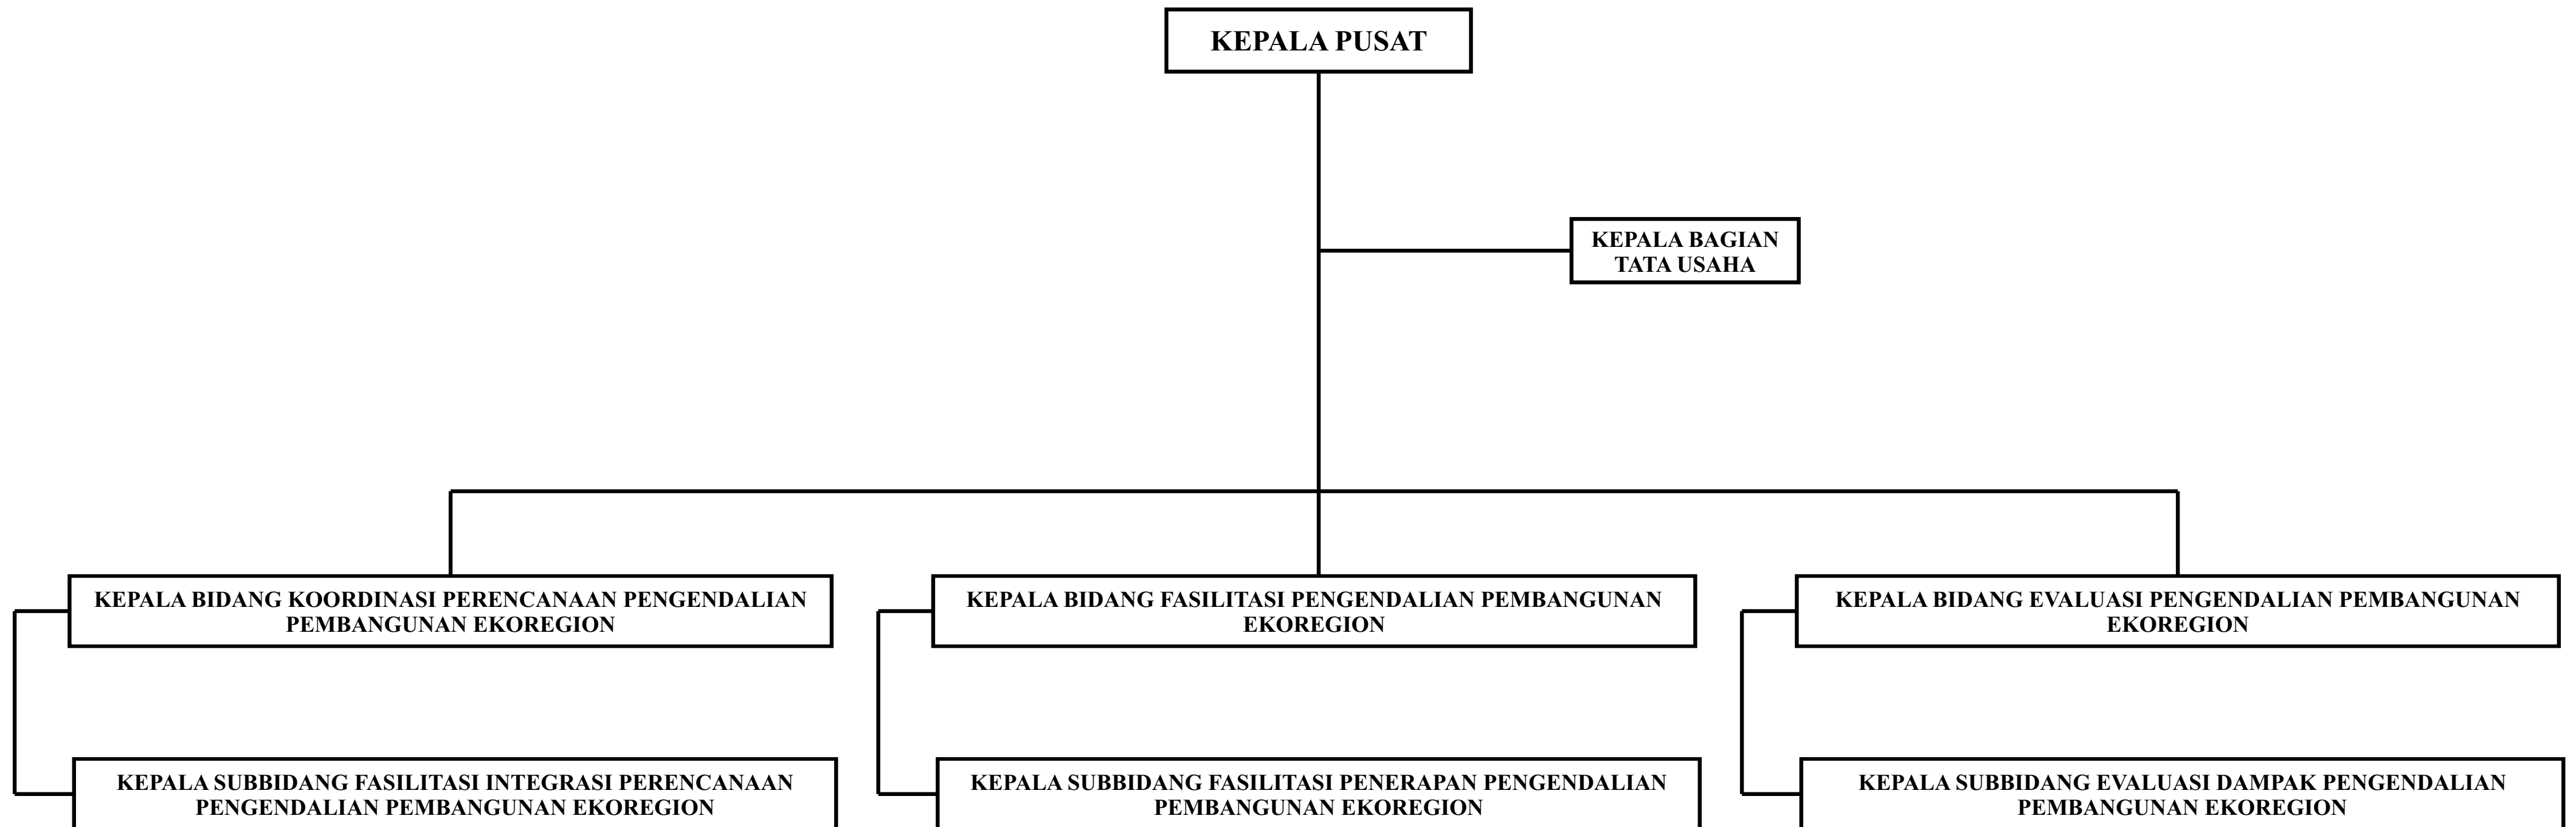 KEPALA PUSAT
KEPALA BAGIAN
TATA USAHA
KEPALA BIDANG KOORDINASI PERENCANAAN PENGENDALIAN
PEMBANGUNAN EKOREGION
KEPALA BIDANG FASILITASI PENGENDALIAN PEMBANGUNAN
EKOREGION
KEPALA BIDANG EVALUASI PENGENDALIAN PEMBANGUNAN
EKOREGION
KEPALA SUBBIDANG FASILITASI INTEGRASI PERENCANAAN
PENGENDALIAN PEMBANGUNAN EKOREGION
KEPALA SUBBIDANG FASILITASI PENERAPAN PENGENDALIAN
PEMBANGUNAN EKOREGION
KEPALA SUBBIDANG EVALUASI DAMPAK PENGENDALIAN
PEMBANGUNAN EKOREGION